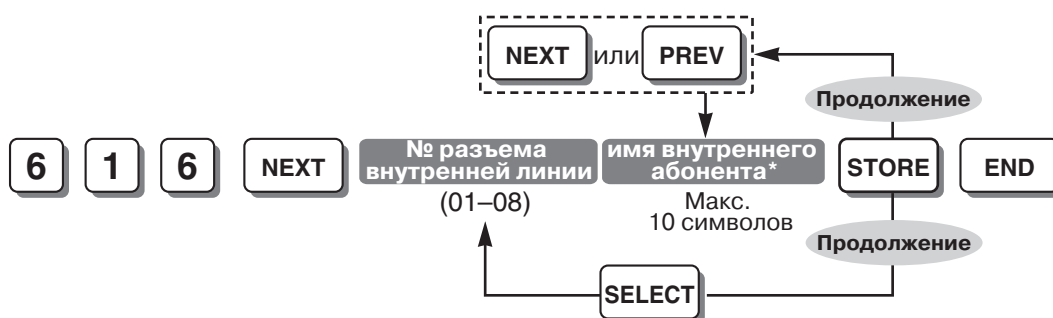 NEXT или PREV
Продолжение
6 1 6 NEXT № разъема внутренней линии имя внутреннего абонента* STORE END
(01–08) Макс.
10 символов
Продолжение
SELECT